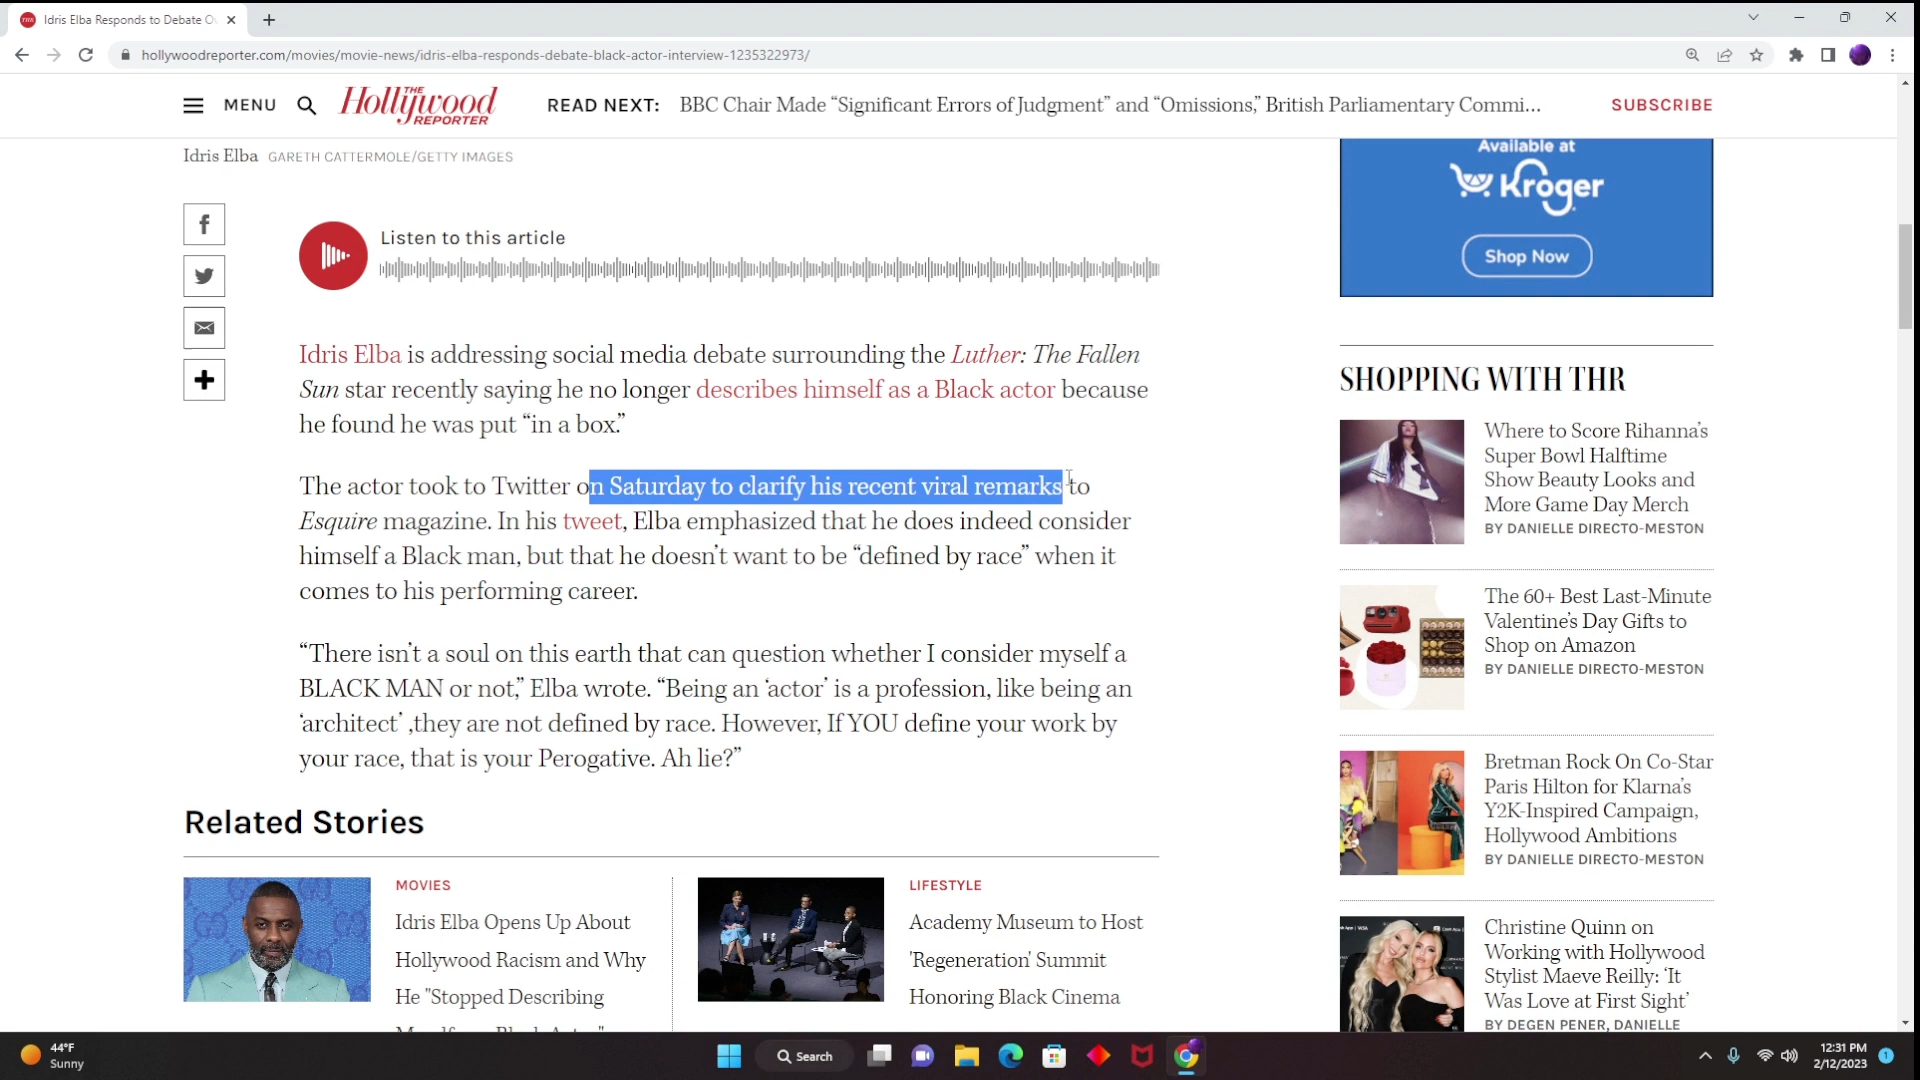 Idris Elba Responds to Debate O
hollywoodreporter.com/movies/movie-news/idris-elba-responds-debate-black-actor-interview-1235322973/
MENU
THE
Hollywood
REPORTER
READ NEXT: BBC Chair Made “Significant Errors of Judgment” and “Omissions,” British Parliamentary Commi...
SUBSCRIBE
Idris Elba GARETH CATTERMOLE/GETTY IMAGES
Listen to this article
Idris Elba is addressing social media debate surrounding the Luther: The Fallen
Sun star recently saying he no longer describes himself as a Black actor because
he found he was put “in a box.”
The actor took to Twitter on Saturday to clarify his recent viral remarks to
Esquire magazine. In his tweet, Elba emphasized that he does indeed consider
himself a Black man, but that he doesn’t want to be “defined by race” when it
comes to his performing career.
“There isn’t a soul on this earth that can question whether I consider myself a
BLACK MAN or not,” Elba wrote. “Being an ‘actor’ is a profession, like being an
‘architect’ ,they are not defined by race. However, If YOU define your work by
your race, that is your Perogative. Ah lie?”
Related Stories
MOVIES
Idris Elba Opens Up About
Hollywood Racism and Why
He "Stopped Describing
LIFESTYLE
Academy Museum to Host
'Regeneration' Summit
Honoring Black Cinema
Available at
Kroger
Shop Now
SHOPPING WITH THR
Where to Score Rihanna’s
Super Bowl Halftime
Show Beauty Looks and
More Game Day Merch
BY DANIELLE DIRECTO-MESTON
The 60+ Best Last-Minute
Valentine’s Day Gifts to
Shop on Amazon
BY DANIELLE DIRECTO-MESTON
Bretman Rock On Co-Star
Paris Hilton for Klarna’s
Y2K-Inspired Campaign,
Hollywood Ambitions
BY DANIELLE DIRECTO-MESTON
Christine Quinn on
Working with Hollywood
Stylist Maeve Reilly: ‘It
Was Love at First Sight’
BY DEGEN PENER, DANIELLE
44°F
Sunny
Search
12:31 PM
2/12/2023
1